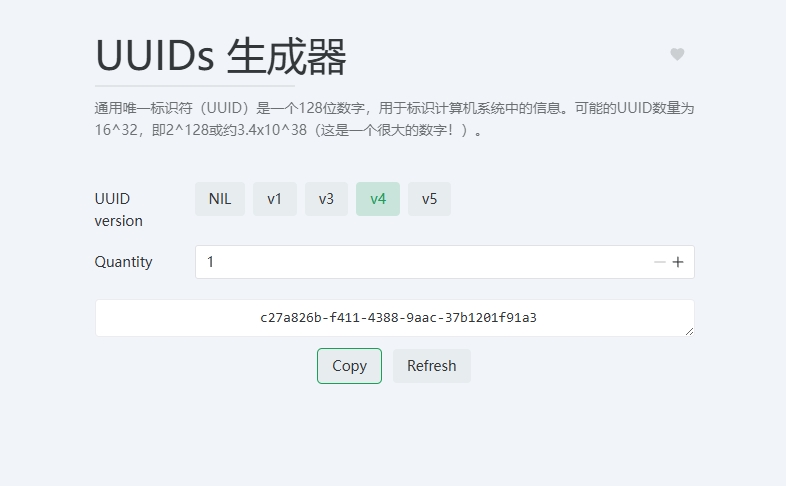 UUIDs 生成器
通用唯一标识符（UUID）是一个128位数字，用于标识计算机系统中的信息。可能的UUID数量为
16^32，即2^128或约3.4x10^38（这是一个很大的数字！）。
UUID
version
NIL v1 v3 v4 v5
Quantity 1
c27a826b-f411-4388-9aac-37b1201f91a3
Copy Refresh